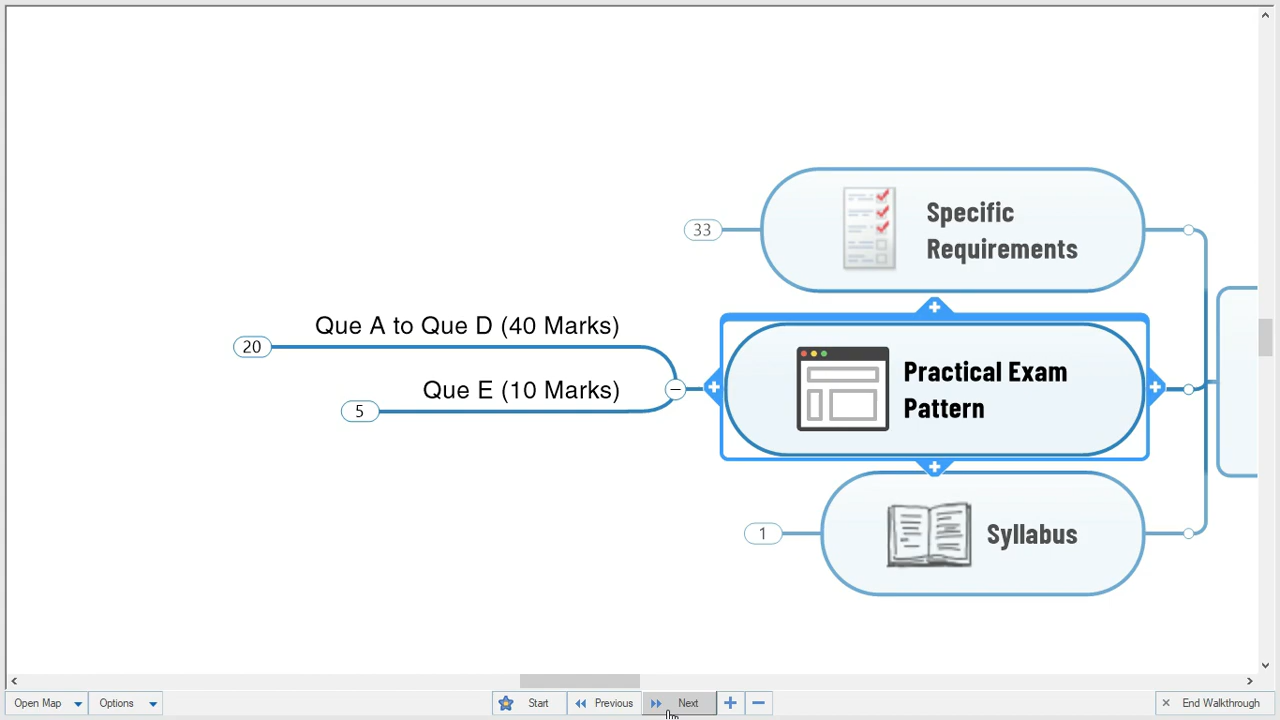 33
Specific
Requirements
Que A to Que D (40 Marks)
20
Que E (10 Marks)
5
Practical Exam
Pattern
1
Syllabus
Open Map
Options
Start
Previous
Next
End Walkthrough